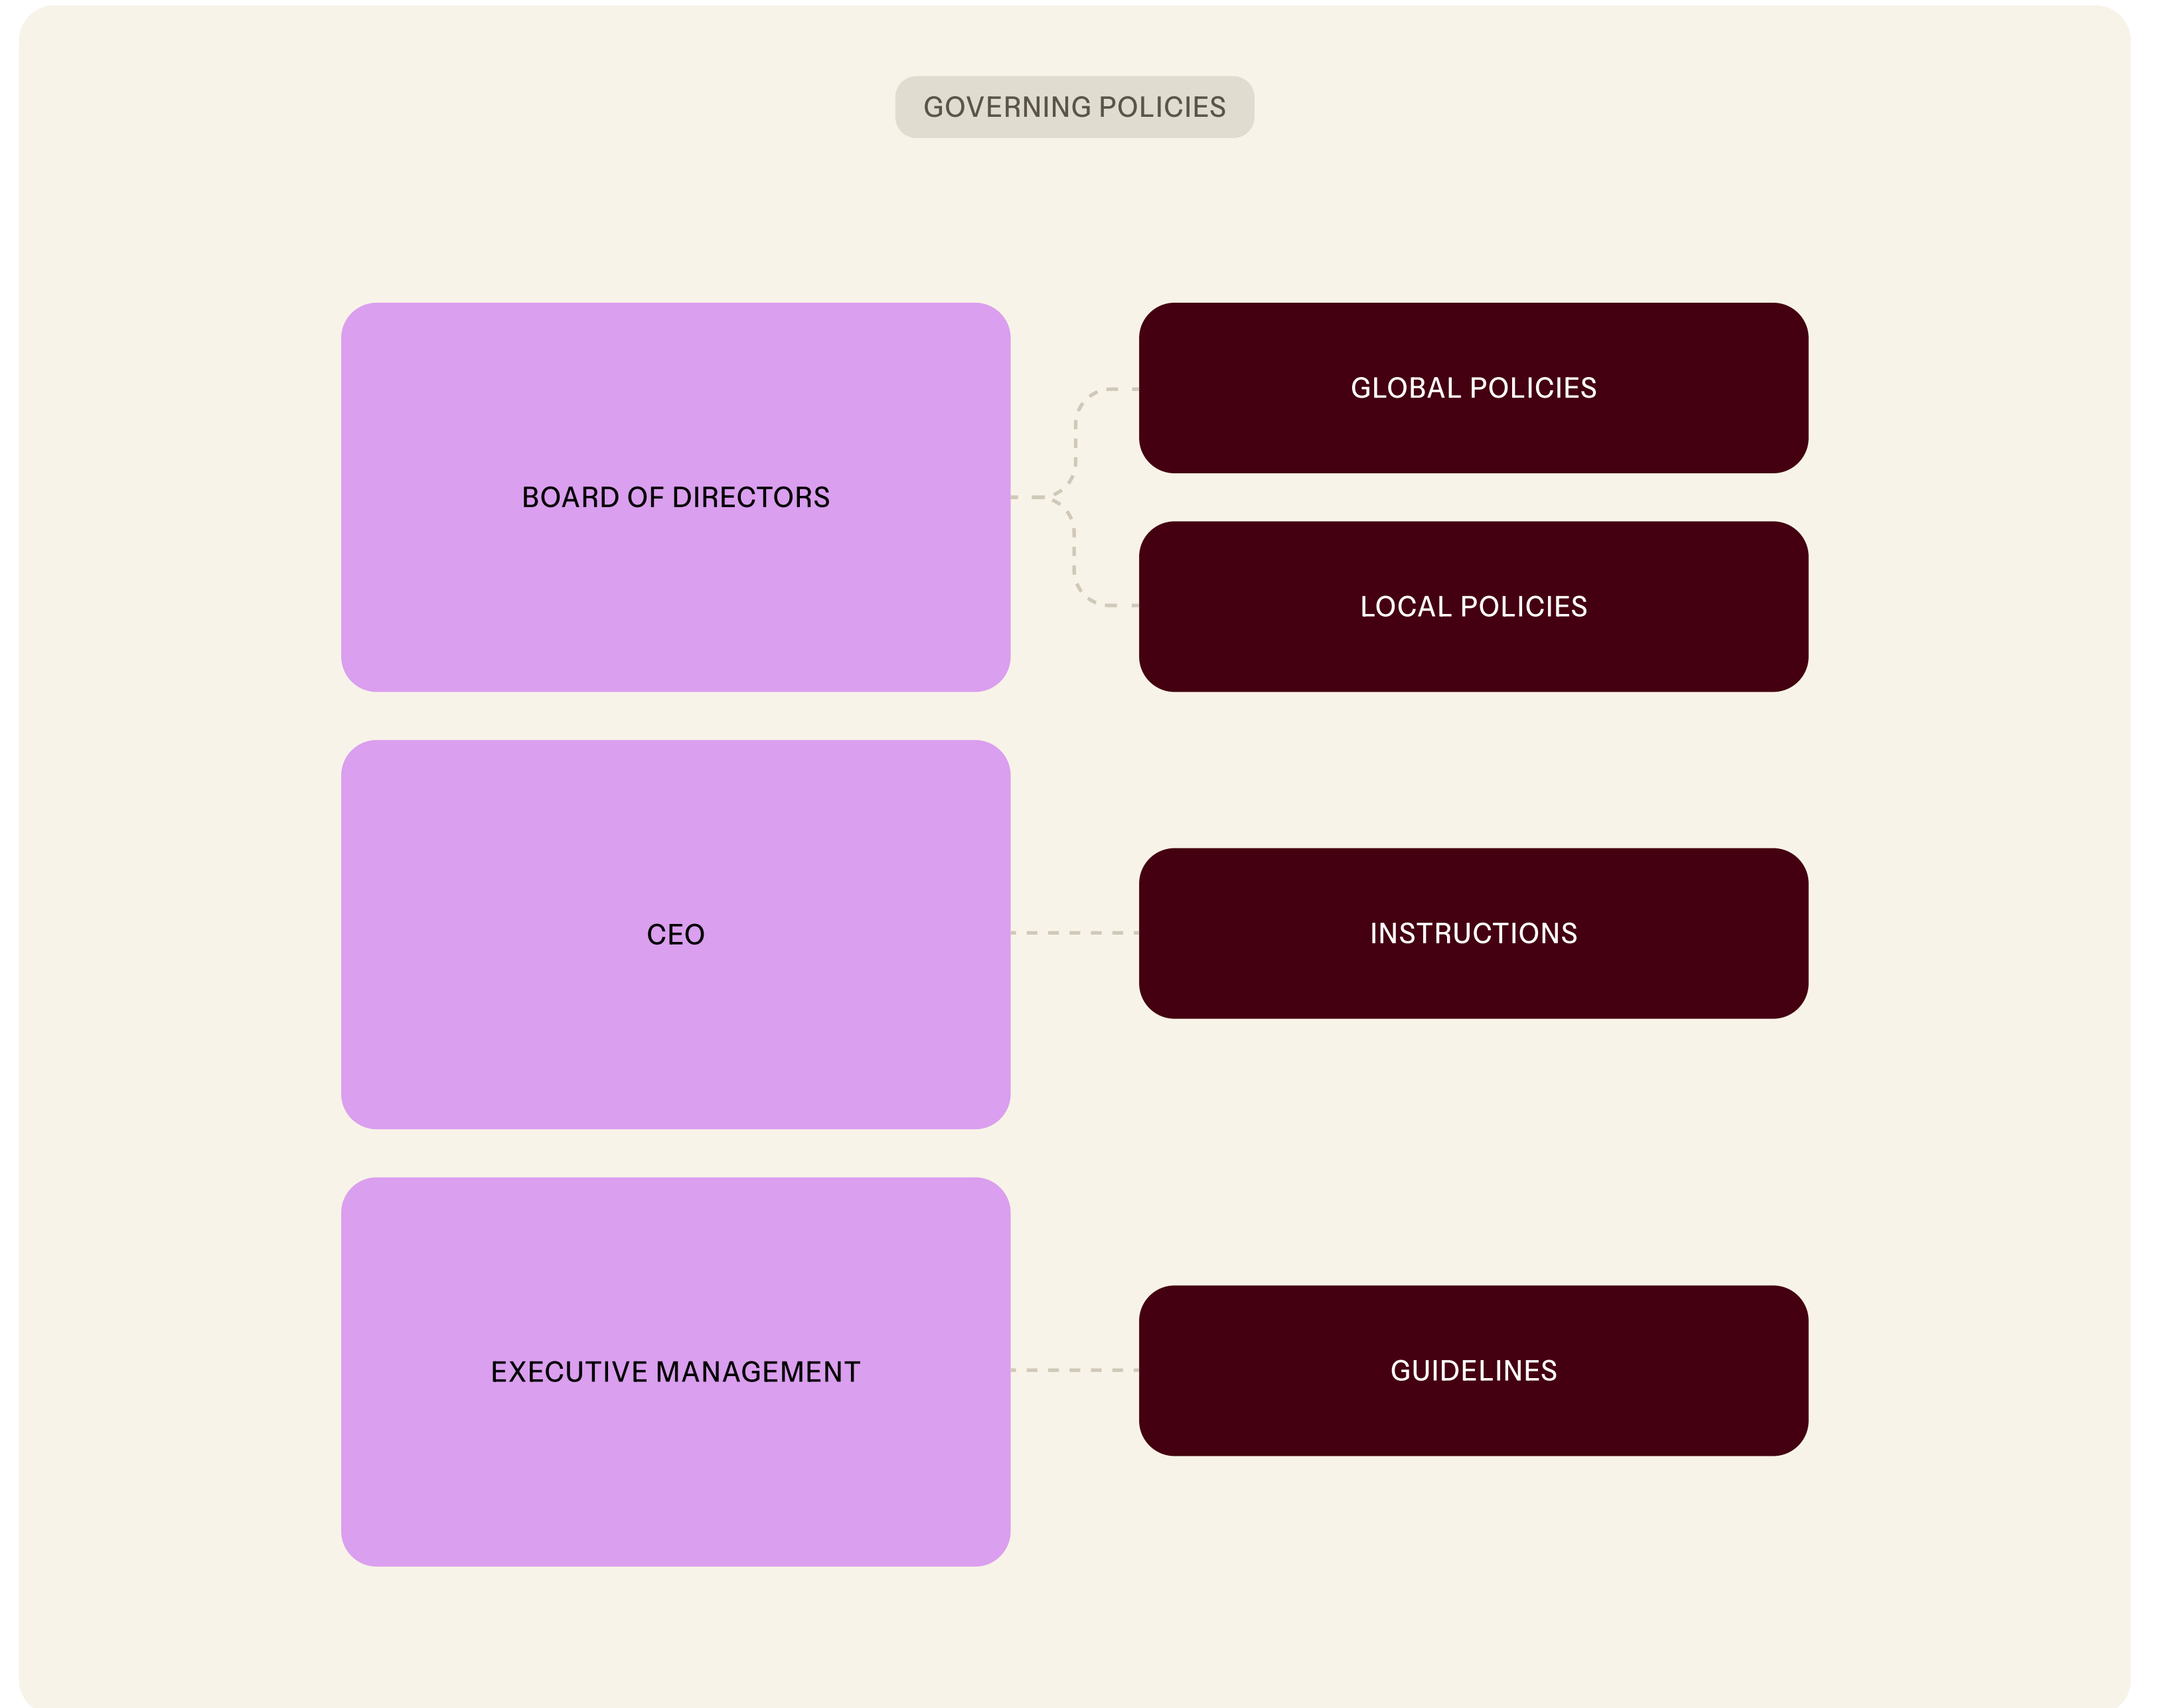 GOVERNING POLICIES
BOARD OF DIRECTORS
GLOBAL POLICIES
LOCAL POLICIES
CEO
INSTRUCTIONS
EXECUTIVE MANAGEMENT
GUIDELINES